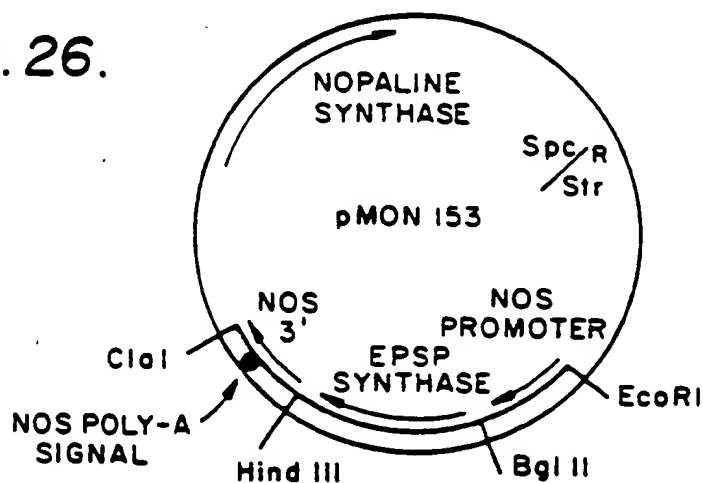 . 26.
NOPALINE
SYNTHASE
Spc/R
Str
pMON 153
NOS
3'
NOS
PROMOTER
EPSP
SYNTHASE
ClaI
EcoRI
NOS POLY-A
SIGNAL
Hind III
Bgl II